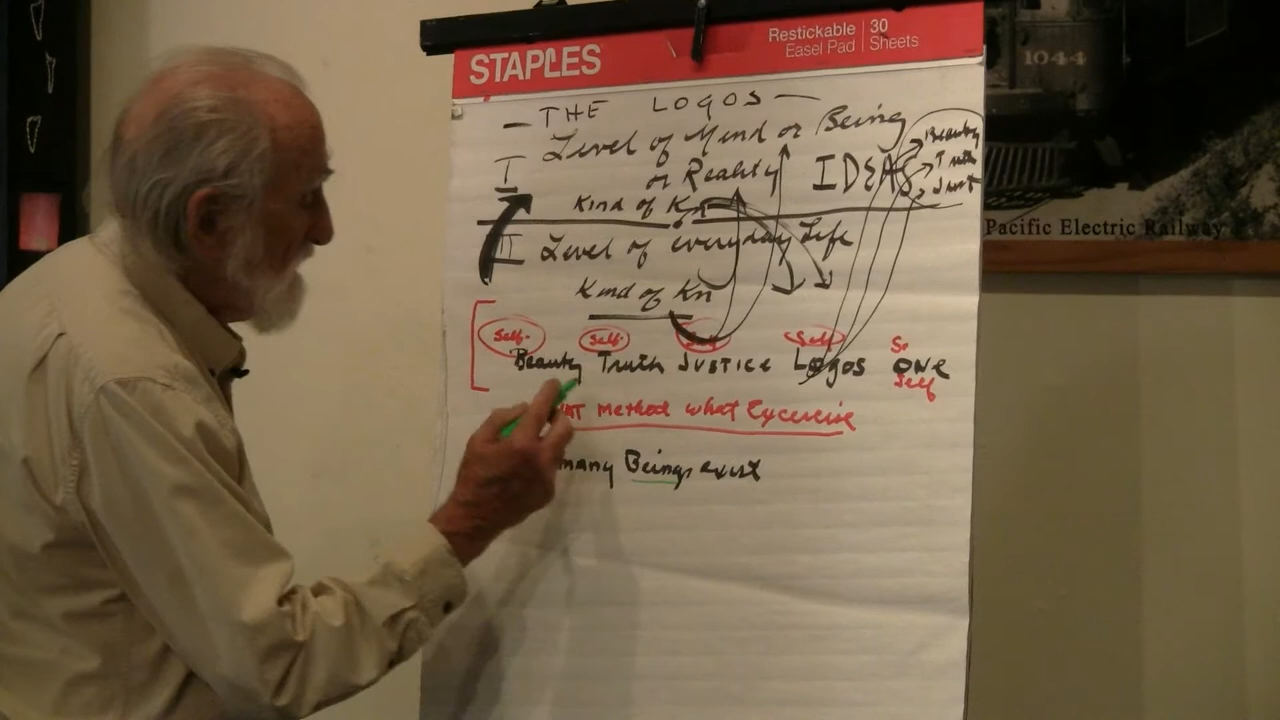 STAPLES
Restickable 30
Easel Pad Sheets
1044
— THE LOGOS —
I Level of Mind or Being
or Reality IDEAS
Beauty
Truth
Just
Kind of Kn
Pacific Electric Railway
II Level of everyday Life
Kind of Kn
Self. Self. Self Se
Beauty Truth JUSTICE Logos ONE
Self
Method what Excercise
many Beings exist